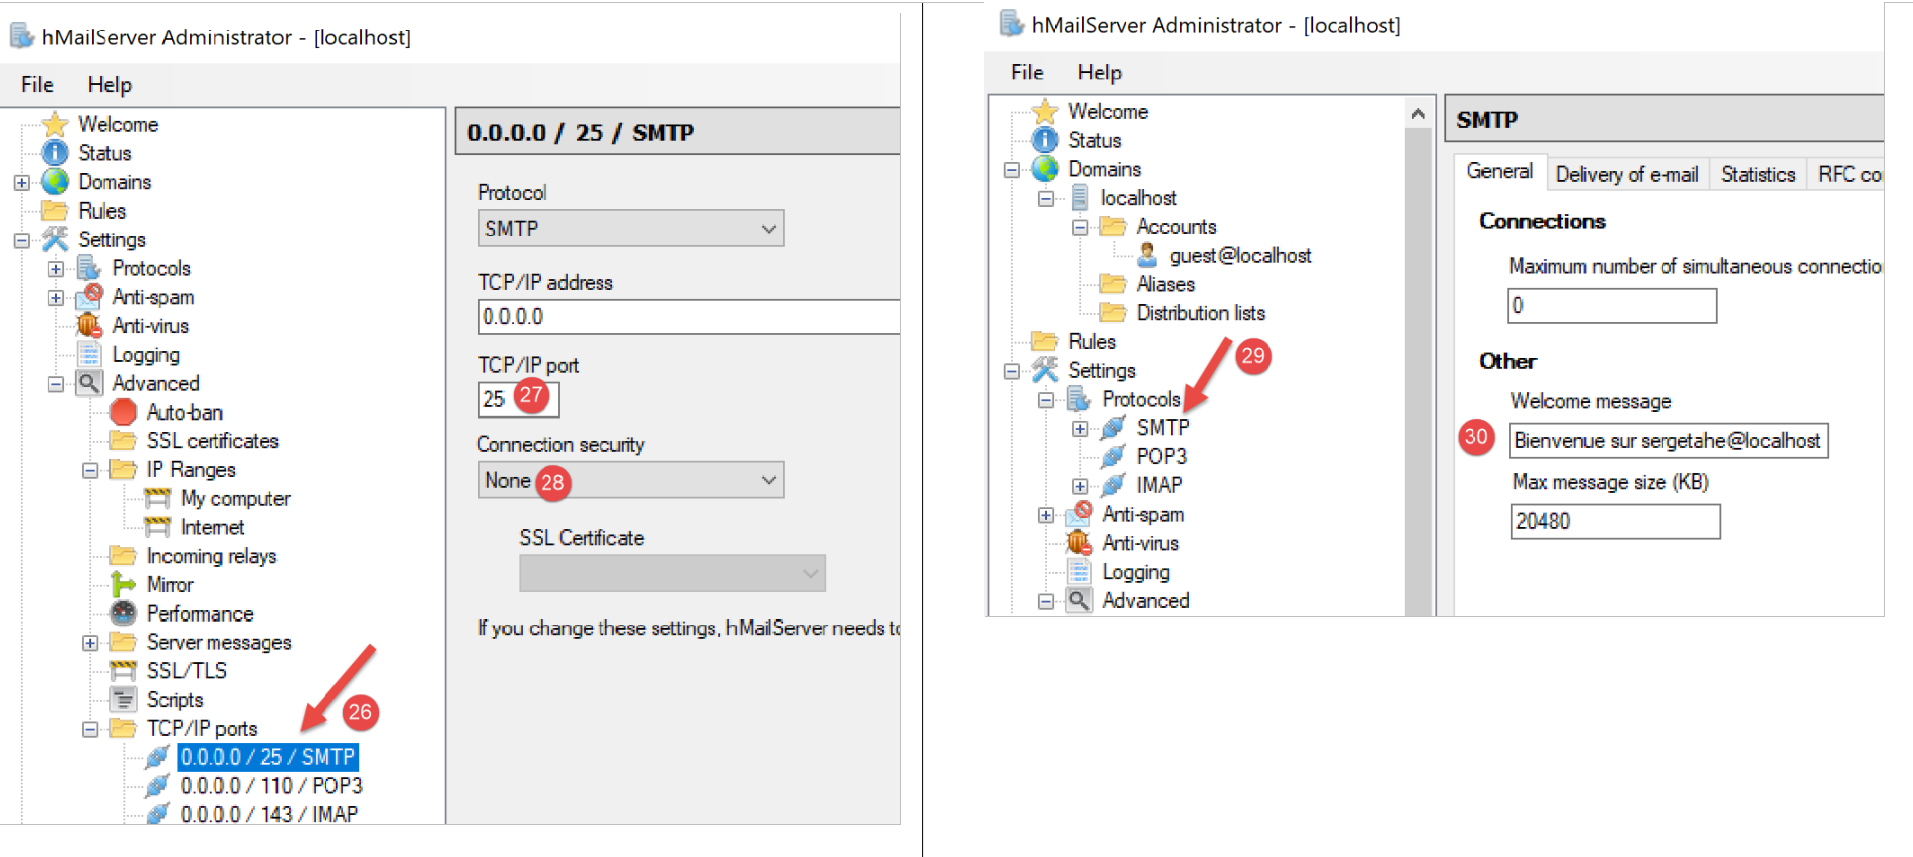 hMailServer Administrator - [localhost]
File Help
Welcome
Status
Domains
Rules
Settings
Protocols
Anti-spam
Anti-virus
Logging
Advanced
Auto-ban
SSL certificates
IP Ranges
My computer
Internet
Incoming relays
Mirror
Performance
Server messages
SSL/TLS
Scripts
26
TCP/IP ports
0.0.0.0 / 25 / SMTP
0.0.0.0 / 110 / POP3
0.0.0.0 / 143 / IMAP
0.0.0.0 / 25 / SMTP
Protocol
SMTP
TCP/IP address
0.0.0.0
TCP/IP port
25 27
Connection security
None 28
SSL Certificate
If you change these settings, hMailServer needs
hMailServer Administrator - [localhost]
File Help
Welcome
Status
Domains
localhost
Accounts
guest@localhost
Aliases
Distribution lists
Rules
29
Settings
Protocols
SMTP
POP3
IMAP
Anti-spam
Anti-virus
Logging
Advanced
SMTP
General Delivery of e-mail Statistics RFC
Connections
Maximum number of simultaneous
0
Other
Welcome message
30 Bienvenue sur sergetahe@localhost
Max message size (KB)
20480